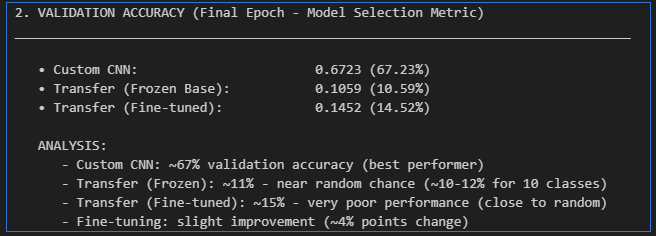 2. VALIDATION ACCURACY (Final Epoch - Model Selection Metric)
• Custom CNN: 0.6723 (67.23%)
• Transfer (Frozen Base): 0.1059 (10.59%)
• Transfer (Fine-tuned): 0.1452 (14.52%)
ANALYSIS:
- Custom CNN: ~67% validation accuracy (best performer)
- Transfer (Frozen): ~11% - near random chance (~10-12% for 10 classes)
- Transfer (Fine-tuned): ~15% - very poor performance (close to random)
- Fine-tuning: slight improvement (~4% points change)